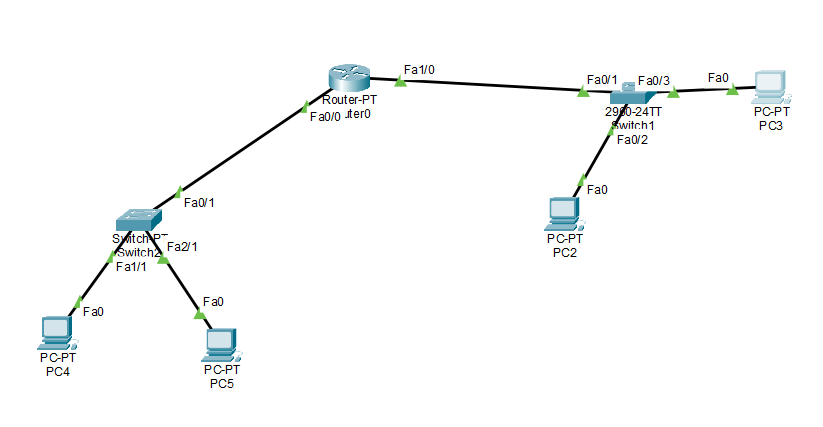 Fa1/0
Router-PT
uter0
Fa0/0
Fa0/1
Fa0/3
Fa0
2960-24TT
Switch1
Fa0/2
PC-PT
PC3
Fa0
PC-PT
PC2
Fa0/1
Switch-PT
Switch2
Fa2/1
Fa1/1
Fa0
Fa0
PC-PT
PC4
PC-PT
PC5